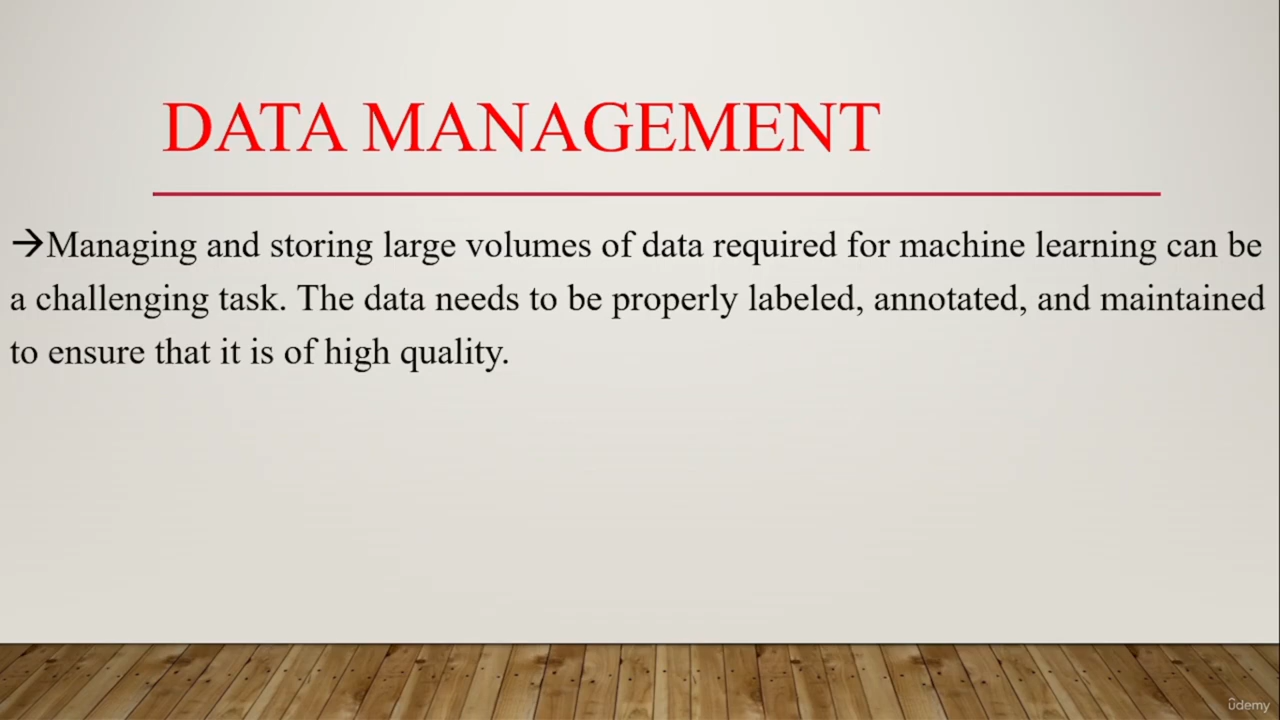 DATA MANAGEMENT
→Managing and storing large volumes of data required for machine learning can be
a challenging task. The data needs to be properly labeled, annotated, and maintained
to ensure that it is of high quality.
ûdemy